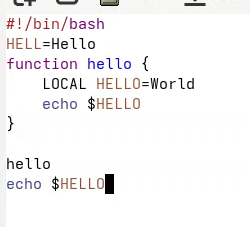 #!/bin/bash
HELL=Hello
function hello {
    LOCAL HELLO=World
    echo $HELLO
}

hello
echo $HELLO